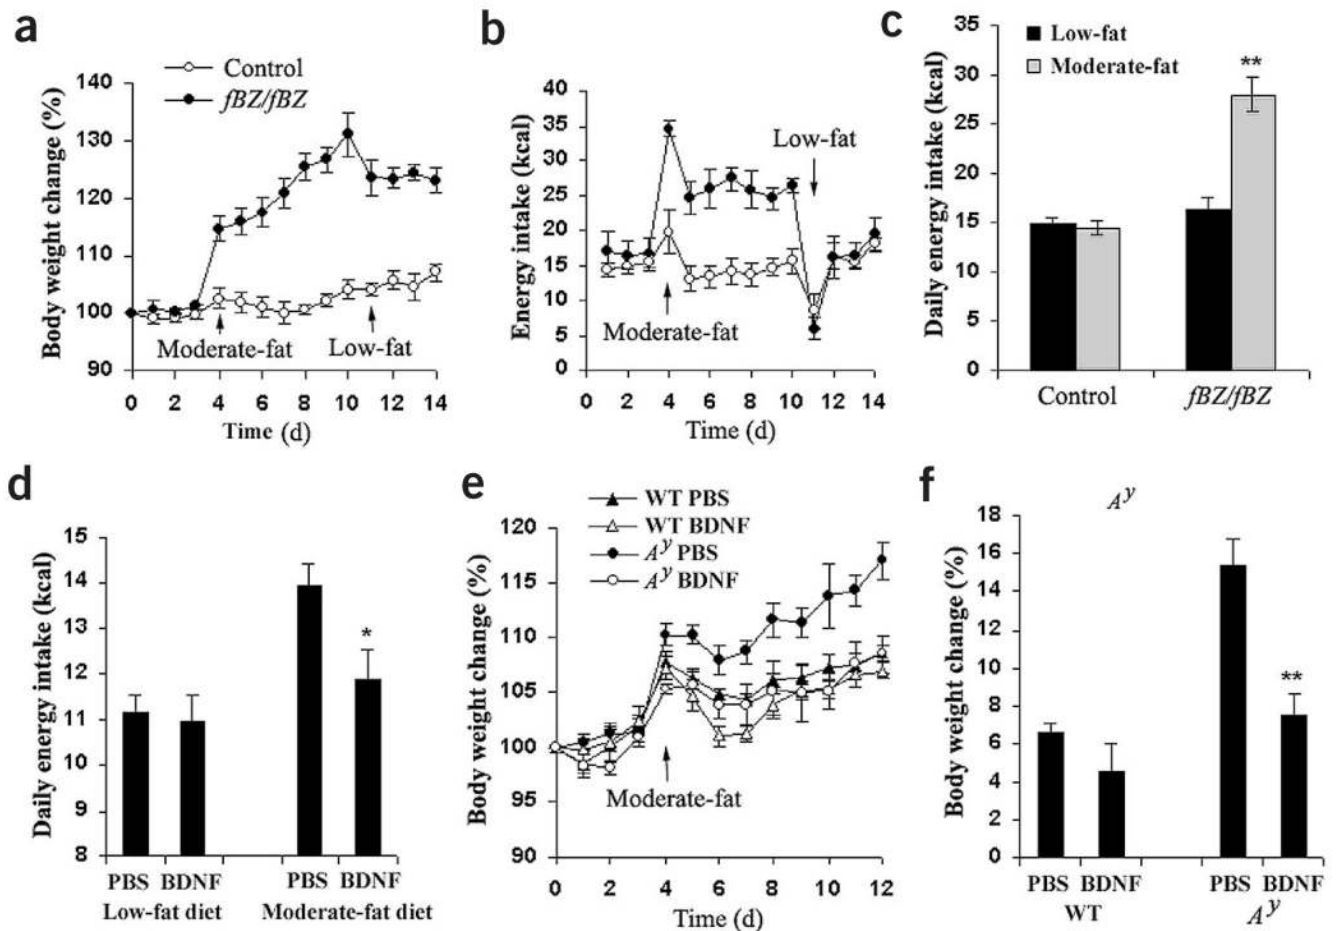 a
Control
fBZ/fBZ
Body weight change (%)
140
130
120
110
100
90
Moderate-fat
Low-fat
0 2 4 6 8 10 12 14
Time (d)
b
Energy intake (kcal)
40
35
30
25
20
15
10
5
0
Low-fat
Moderate-fat
0 2 4 6 8 10 12 14
Time (d)
c
Low-fat
Moderate-fat
Daily energy intake (kcal)
35
30
25
20
15
10
5
0
**
Control fBZ/fBZ
d
Daily energy intake (kcal)
15
14
13
12
11
10
9
8
*
PBS BDNF PBS BDNF
Low-fat diet Moderate-fat diet
e
WT PBS
WT BDNF
A^y PBS
A^y BDNF
Body weight change (%)
120
115
110
105
100
95
90
Moderate-fat
0 2 4 6 8 10 12
Time (d)
f
A^y
Body weight change (%)
18
16
14
12
10
8
6
4
2
0
**
PBS BDNF PBS BDNF
WT A^y